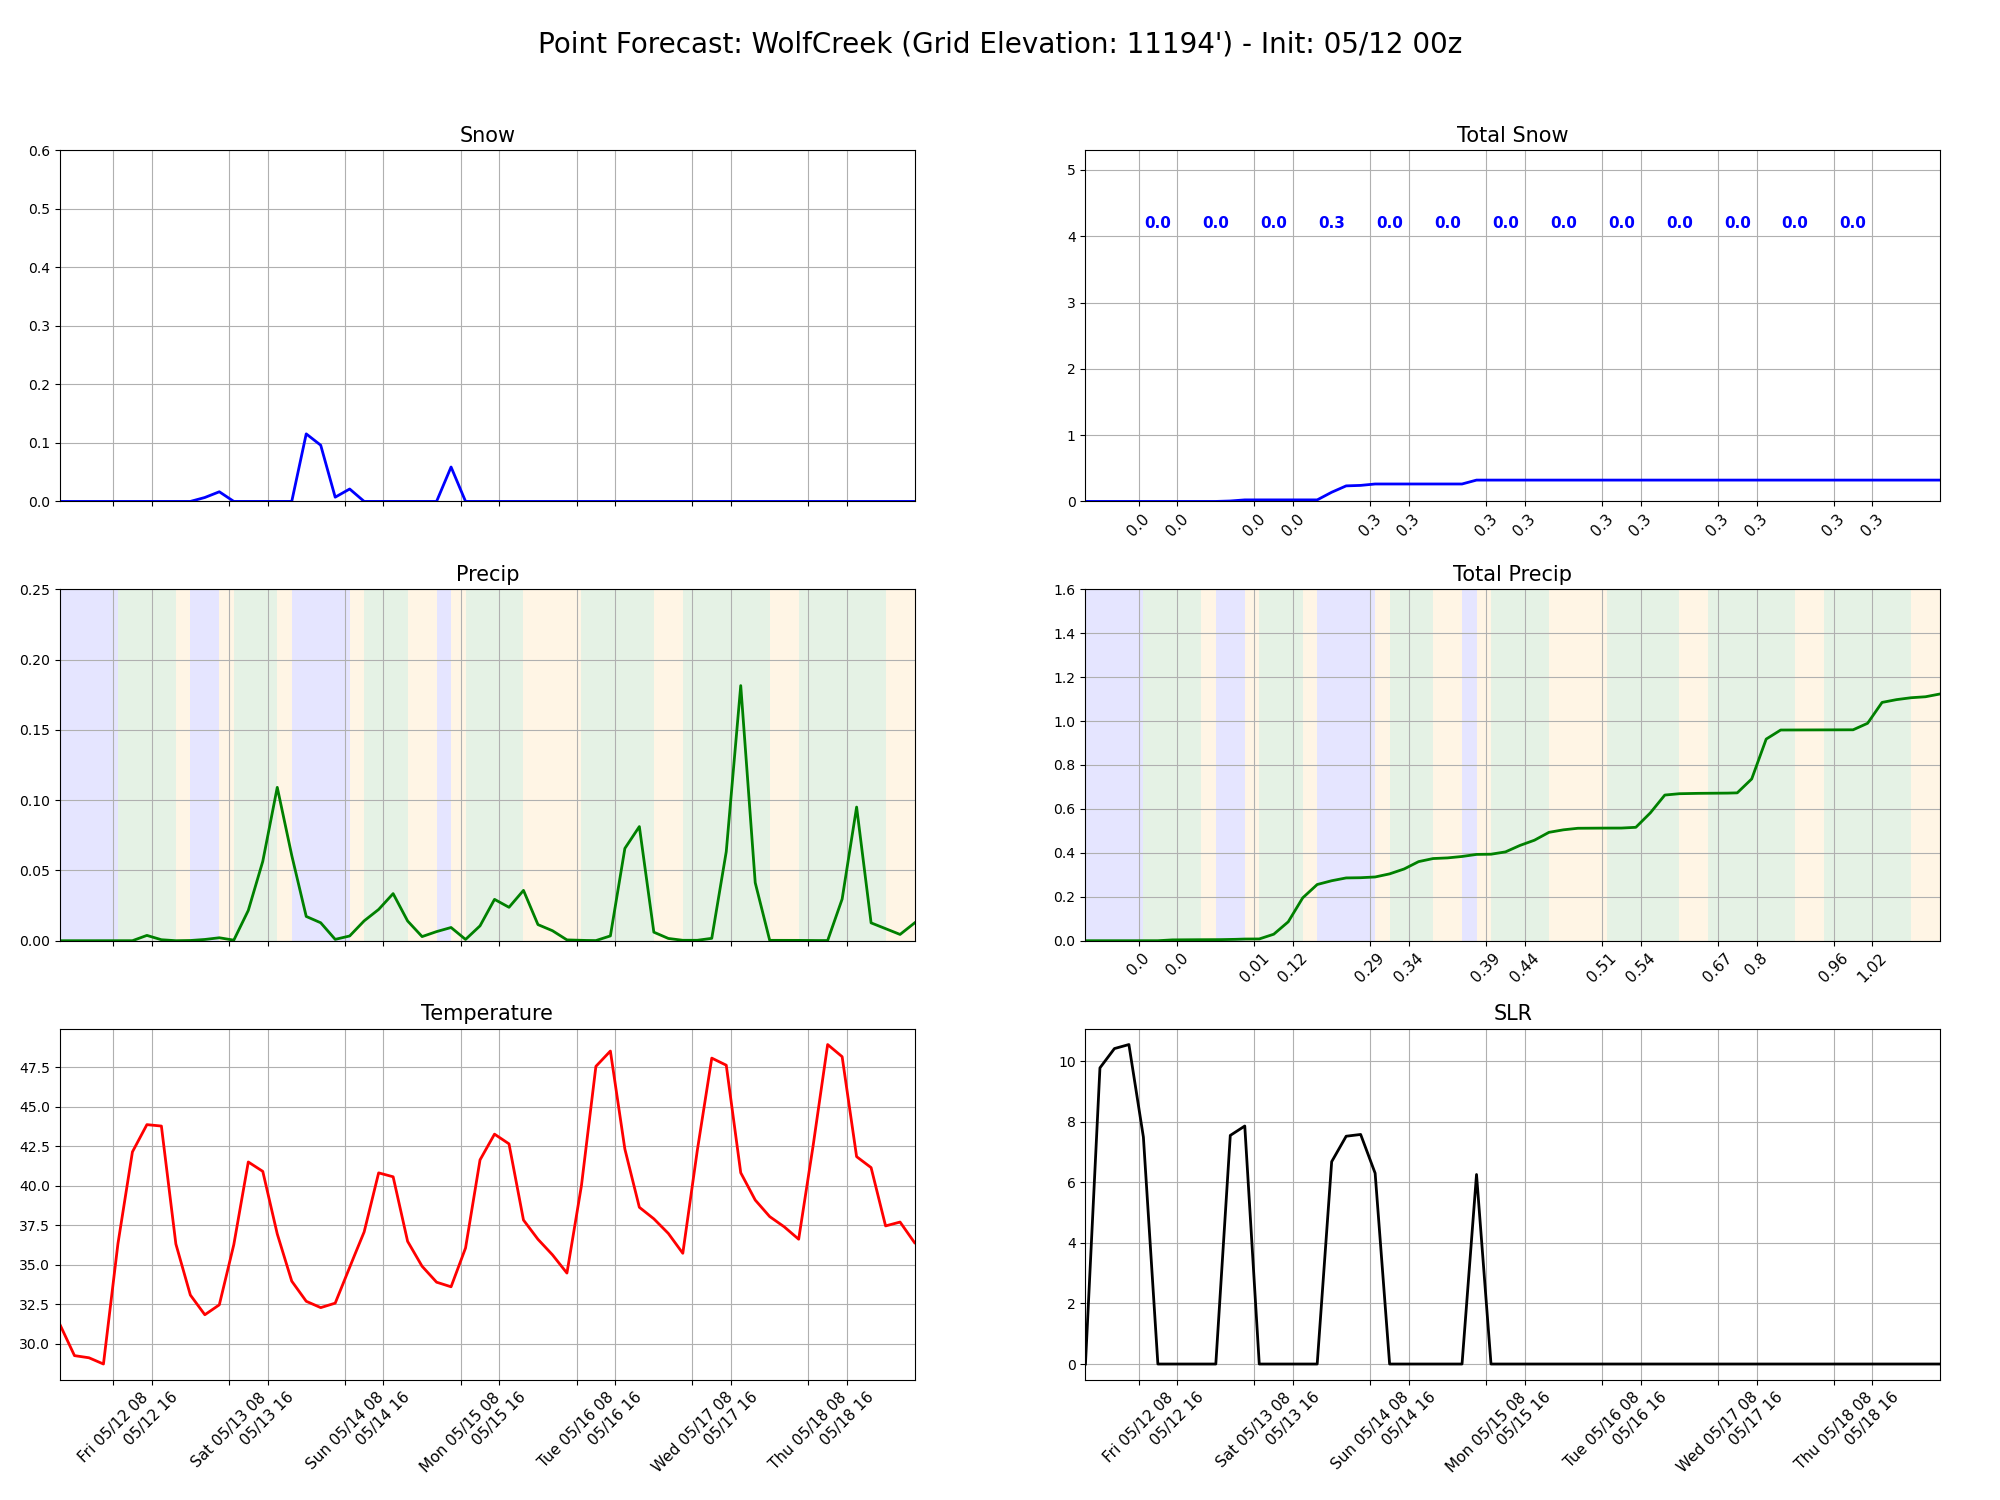 Point Forecast: WolfCreek (Grid Elevation: 11194') - Init: 05/12 00z
Snow
0.6
0.5
0.4
0.3
0.2
0.1
0.0
Total Snow
5
4
3
2
1
0
0.0 0.0 0.0 0.3 0.0 0.0 0.0 0.0 0.0 0.0 0.0 0.0 0.0
0.0 0.0 0.0 0.0 0.3 0.3 0.3 0.3 0.3 0.3 0.3 0.3 0.3 0.3
Precip
0.25
0.20
0.15
0.10
0.05
0.00
Total Precip
1.6
1.4
1.2
1.0
0.8
0.6
0.4
0.2
0.0
0.0 0.0 0.01 0.12 0.29 0.34 0.39 0.44 0.51 0.54 0.67 0.8 0.96 1.02
Temperature
47.5
45.0
42.5
40.0
37.5
35.0
32.5
30.0
Fri 05/12 08
05/12 16
Sat 05/13 08
05/13 16
Sun 05/14 08
05/14 16
Mon 05/15 08
05/15 16
Tue 05/16 08
05/16 16
Wed 05/17 08
05/17 16
Thu 05/18 08
05/18 16
SLR
10
8
6
4
2
0
Fri 05/12 08
05/12 16
Sat 05/13 08
05/13 16
Sun 05/14 08
05/14 16
Mon 05/15 08
05/15 16
Tue 05/16 08
05/16 16
Wed 05/17 08
05/17 16
Thu 05/18 08
05/18 16